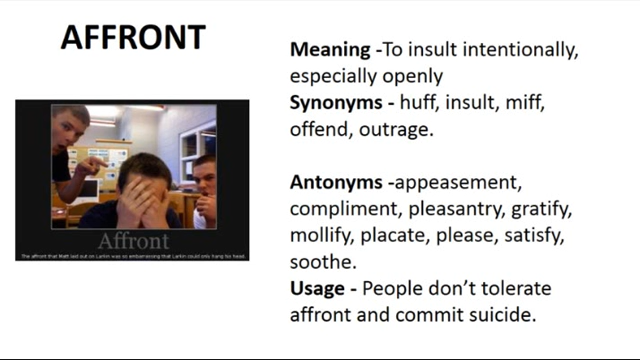 AFFRONT
Meaning -To insult intentionally,
especially openly
Synonyms - huff, insult, miff,
offend, outrage.
Antonyms -appeasement,
compliment, pleasantry, gratify,
mollify, placate, please, satisfy,
soothe.
Usage - People don't tolerate
affront and commit suicide.
Affront
The affront that Matt laid out on Larkin was so embarrassing that Larkin could only hang his head.